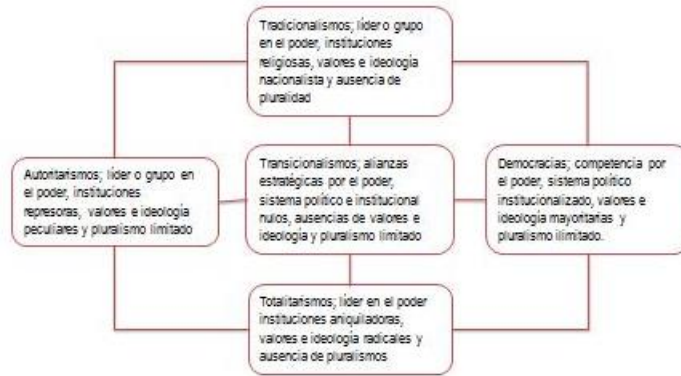 Tradicionalismos; líder o grupo
en el poder, instituciones
religiosas, valores e ideología
nacionalista y ausencia de
pluralidad
Autoritarismos; líder o grupo en
el poder, instituciones
represoras, valores e ideología
peculiares y pluralismo limitado
Transicionalismos; alianzas
estratégicas por el poder,
sistema político e institucional
nulos, ausencias de valores e
ideología y pluralismo limitado
Democracias; competencia por
el poder, sistema político
institucionalizado, valores e
ideología mayoritarias y
pluralismo ilimitado.
Totalitarismos; líder en el poder
instituciones aniquiladoras,
valores e ideología radicales y
ausencia de pluralismos